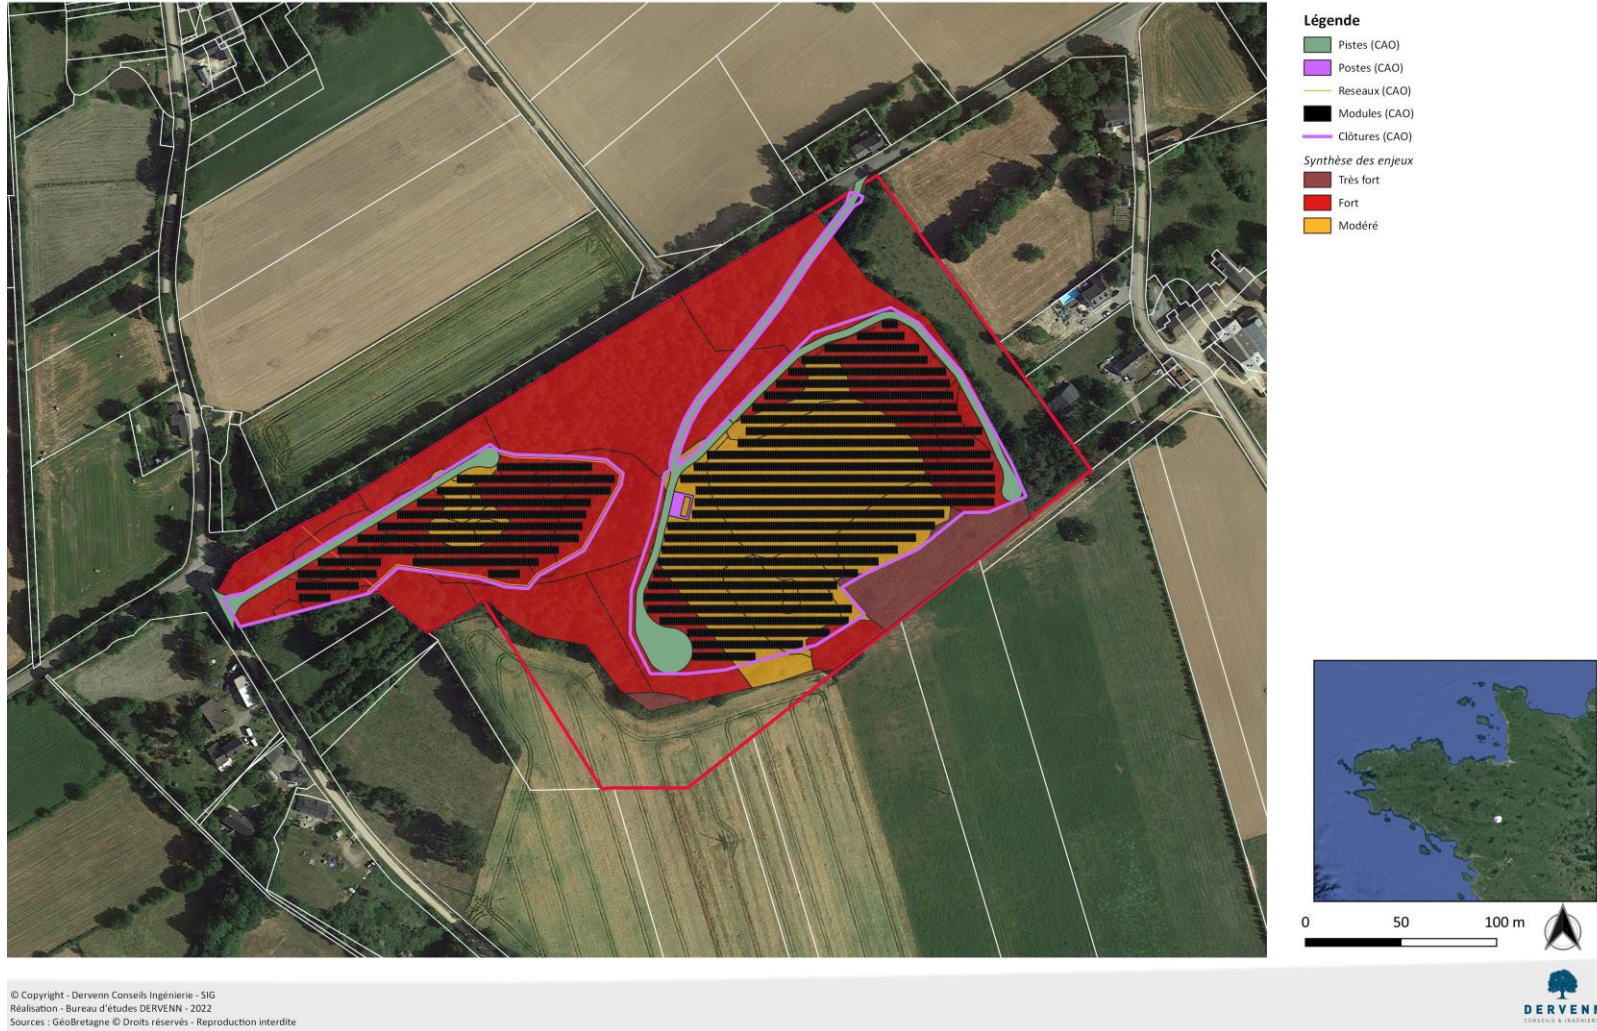 Légende
Pistes (CAO)
Postes (CAO)
Reseaux (CAO)
Modules (CAO)
Clôtures (CAO)
Synthèse des enjeux
Très fort
Fort
Modéré
0 50 100 m
© Copyright - Dervenn Conseils Ingénierie - SIG
Réalisation - Bureau d'études DERVENN - 2022
Sources : GéoBretagne © Droits réservés - Reproduction interdite
DERVENN
CONSEILS & INGÉNIERIE